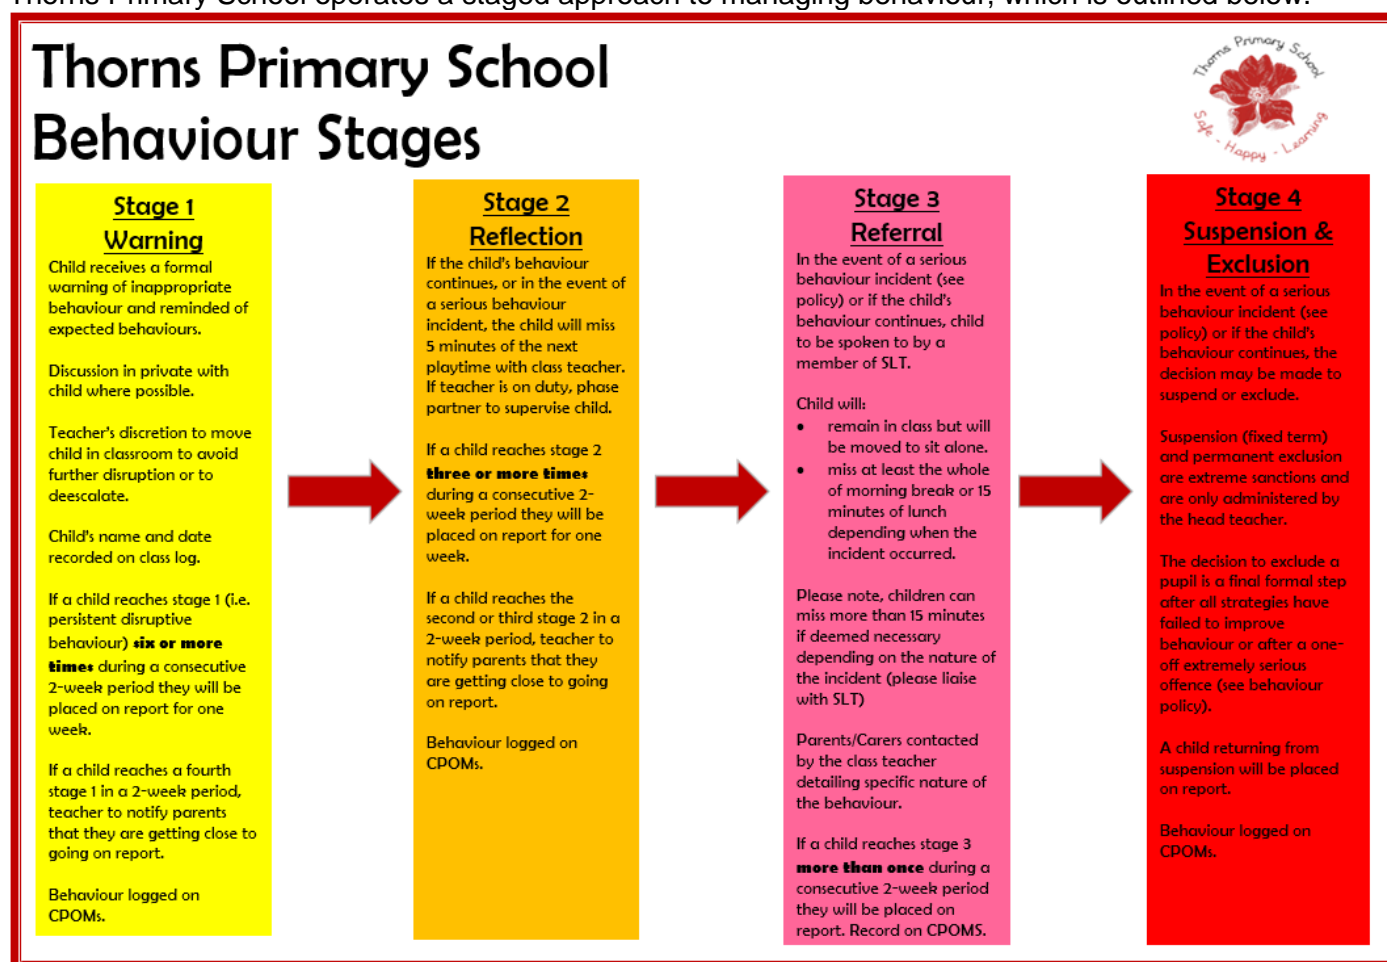 Thorns Primary School operates a staged approach to managing behaviour, which is outlined below.
Thorns Primary School
Behaviour Stages
Thorns Primary School
Safe - Happy - Learning
Stage 1
Warning
Child receives a formal
warning of inappropriate
behaviour and reminded of
expected behaviours.
Discussion in private with
child where possible.
Teacher's discretion to move
child in classroom to avoid
further disruption or to
deescalate.
Child's name and date
recorded on class log.
If a child reaches stage 1 (i.e.
persistent disruptive
behaviour) six or more
times during a consecutive
2-week period they will be
placed on report for one
week.
If a child reaches a fourth
stage 1 in a 2-week period,
teacher to notify parents
that they are getting close to
going on report.
Behaviour logged on
CPOMs.
Stage 2
Reflection
If the child's behaviour
continues, or in the event of
a serious behaviour
incident, the child will miss
5 minutes of the next
playtime with class teacher.
If teacher is on duty, phase
partner to supervise child.
If a child reaches stage 2
three or more times
during a consecutive 2-
week period they will be
placed on report for one
week.
If a child reaches the
second or third stage 2 in a
2-week period, teacher to
notify parents that they
are getting close to going
on report.
Behaviour logged on
CPOMs.
Stage 3
Referral
In the event of a serious
behaviour incident (see
policy) or if the child's
behaviour continues, child
to be spoken to by a
member of SLT.
Child will:
• remain in class but will
be moved to sit alone.
• miss at least the whole
of morning break or 15
minutes of lunch
depending when the
incident occurred.
Please note, children can
miss more than 15 minutes
if deemed necessary
depending on the nature of
the incident (please liaise
with SLT)
Parents/Carers contacted
by the class teacher
detailing specific nature of
the behaviour.
If a child reaches stage 3
more than once during a
consecutive 2-week period
they will be placed on
report. Record on CPOMS.
Stage 4
Suspension &
Exclusion
In the event of a serious
behaviour incident (see
policy) or if the child's
behaviour continues, the
decision may be made to
suspend or exclude.
Suspension (fixed term)
and permanent exclusion
are extreme sanctions and
are only administered by
the head teacher.
The decision to exclude a
pupil is a final formal step
after all strategies have
failed to improve
behaviour or after a one-
off extremely serious
offence (see behaviour
policy).
A child returning from
suspension will be placed
on report.
Behaviour logged on
CPOMs.